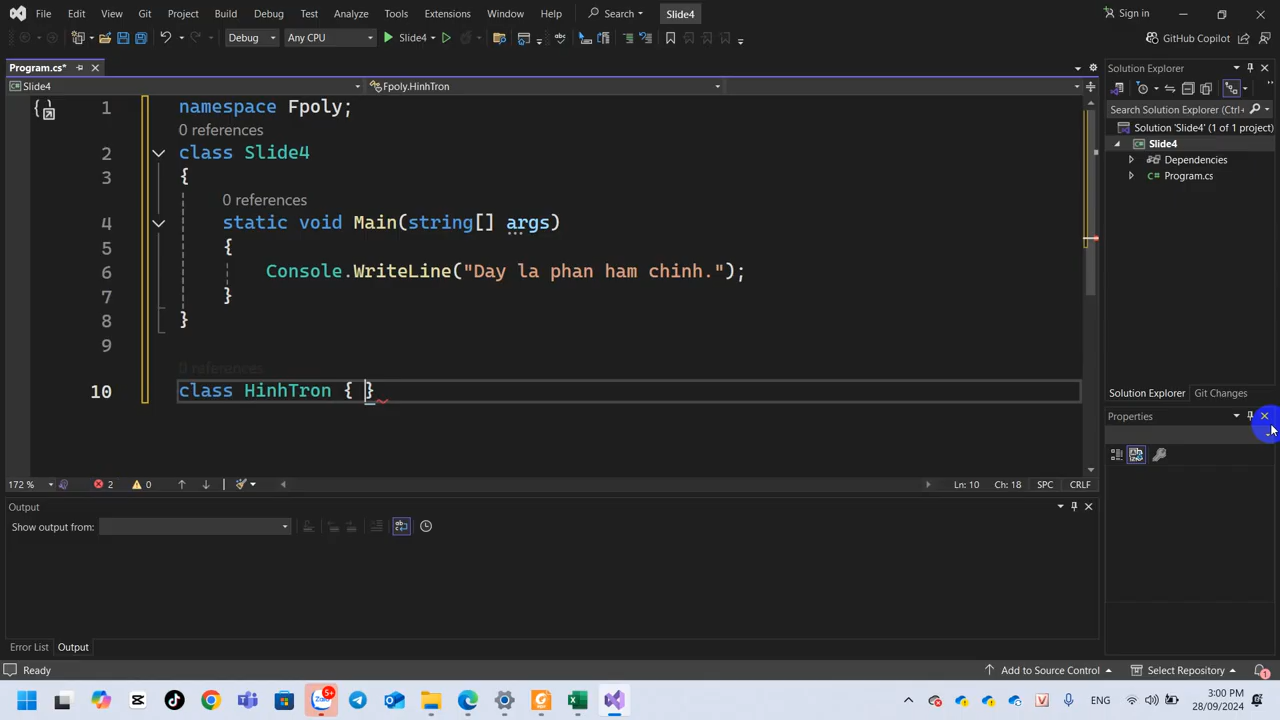 File Edit View Git Project Build Debug Test Analyze Tools Extensions Window Help Search Slide4 Sign in
Debug Any CPU Slide4 GitHub Copilot
Program.cs* Solution Explorer
Slide4 Fpoly.HinhTron
1 namespace Fpoly;
Search Solution Explorer (Ctrl+
0 references
Solution 'Slide4' (1 of 1 project)
2 class Slide4
Slide4
3 {
Dependencies
Program.cs
0 references
4 static void Main(string[] args)
5 {
6 Console.WriteLine("Day la phan ham chinh.");
7 }
8 }
9
0 references
10 class HinhTron { }
Solution Explorer Git Changes
Properties
172 % 2 0 Ln: 10 Ch: 18 SPC CRLF
Output
Show output from:
Error List Output
Ready Add to Source Control Select Repository 1
Zalo 5+ V ENG 3:00 PM
28/09/2024